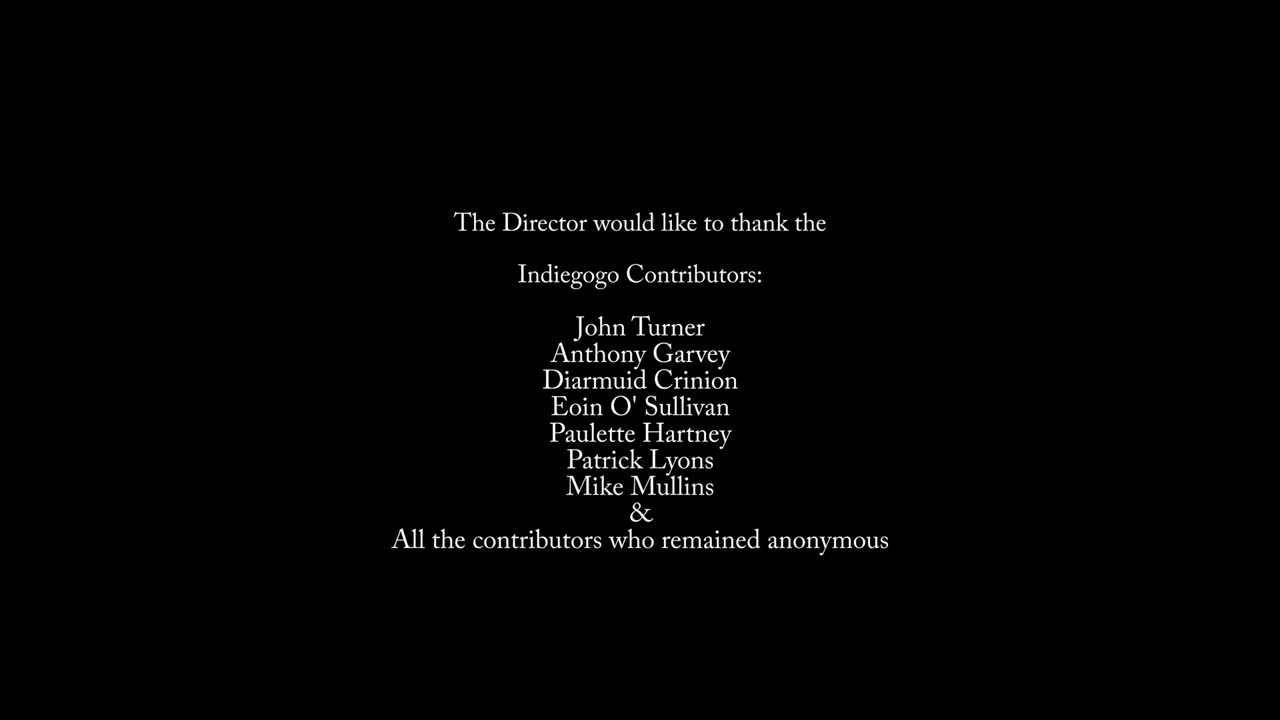 The Director would like to thank the
Indiegogo Contributors:
John Turner
Anthony Garvey
Diarmuid Crinion
Eoin O' Sullivan
Paulette Hartney
Patrick Lyons
Mike Mullins
&
All the contributors who remained anonymous